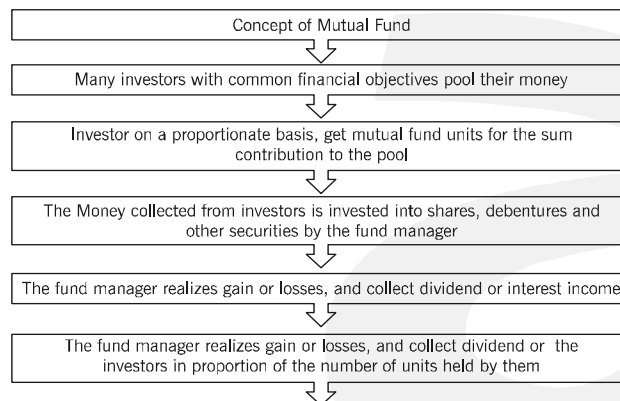 Concept of Mutual Fund
Many investors with common financial objectives pool their money
Investor on a proportionate basis, get mutual fund units for the sum
contribution to the pool
The Money collected from investors is invested into shares, debentures and
other securities by the fund manager
The fund manager realizes gain or losses, and collect dividend or interest income
The fund manager realizes gain or losses, and collect dividend or the
investors in proportion of the number of units held by them